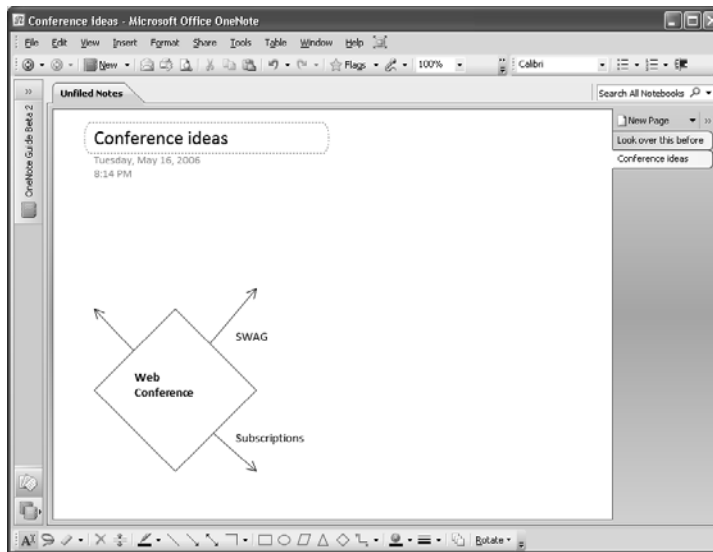 Conference Ideas - Microsoft Office OneNote
File Edit View Insert Format Share Tools Table Window Help
New Flags 100% Calibri
Unfiled Notes
Search All Notebooks
OneNote Guide Beta 2
New Page
Look over this before
Conference ideas
Conference ideas
Tuesday, May 16, 2006
8:14 PM
SWAG
Web
Conference
Subscriptions
Rotate